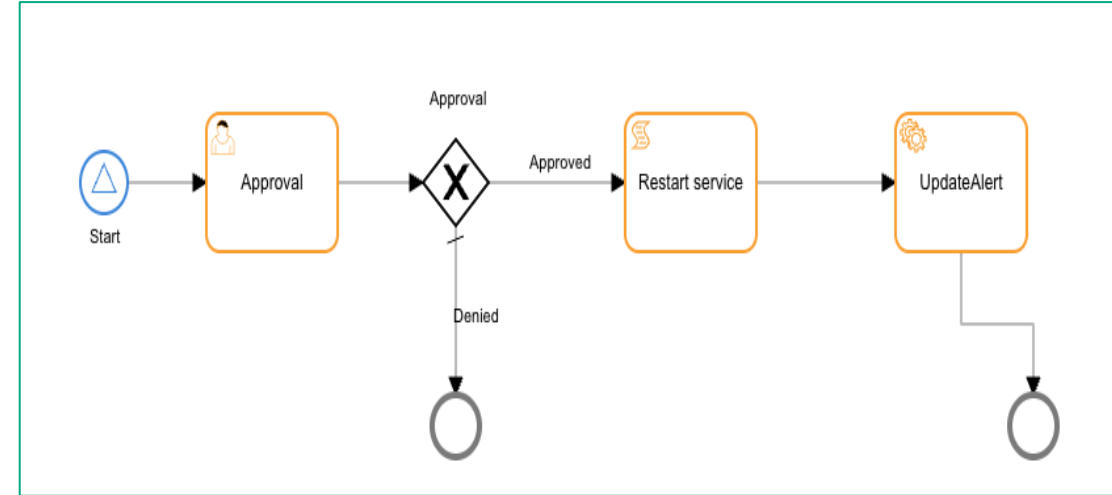 Approval
Approval
Approved
Restart service
UpdateAlert
Start
Denied